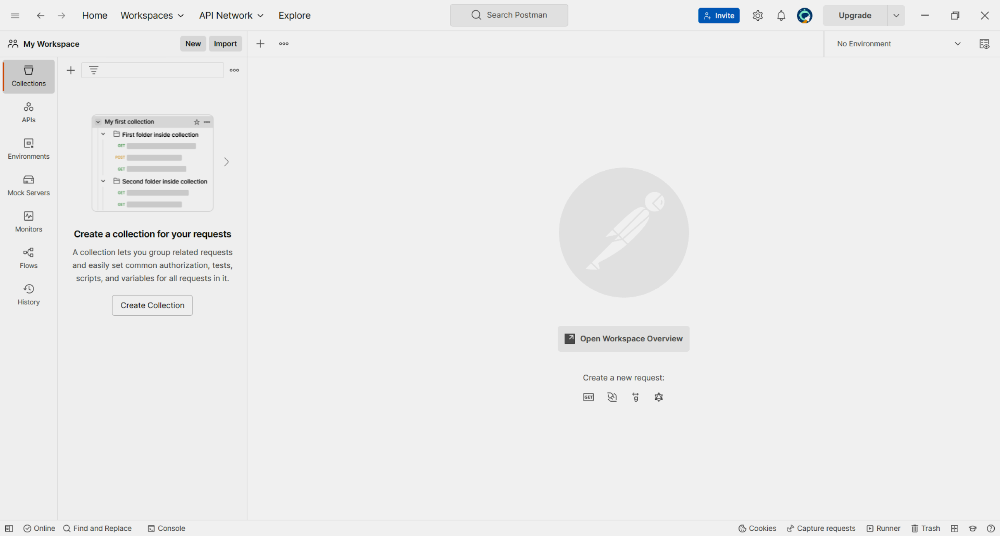 Home Workspaces API Network Explore Search Postman Invite Upgrade
My Workspace New Import No Environment
Collections
APIs
Environments
Mock Servers
Monitors
Flows
History
My first collection
First folder inside collection
GET
POST
GET
Second folder inside collection
GET
GET
Create a collection for your requests
A collection lets you group related requests
and easily set common authorization, tests,
scripts, and variables for all requests in it.
Create Collection
Open Workspace Overview
Create a new request:
GET g
Online Find and Replace Console Cookies Capture requests Runner Trash